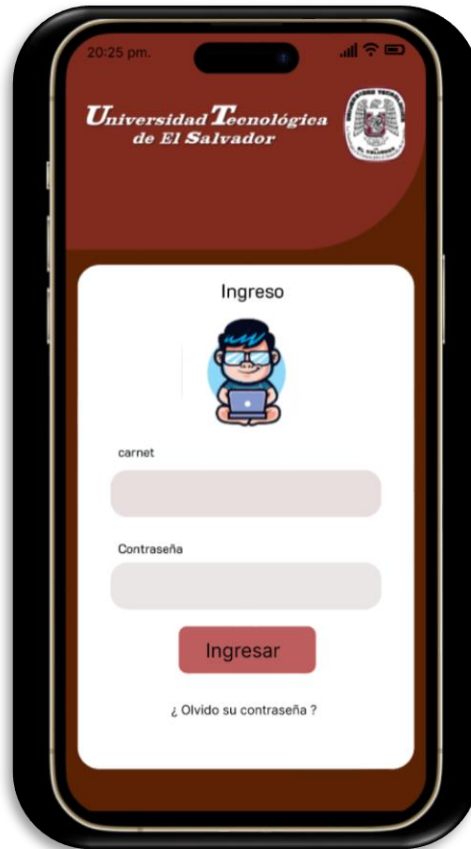 20:25 pm.
Universidad Tecnológica
de El Salvador
Ingreso
carnet
Contraseña
Ingresar
¿ Olvido su contraseña ?